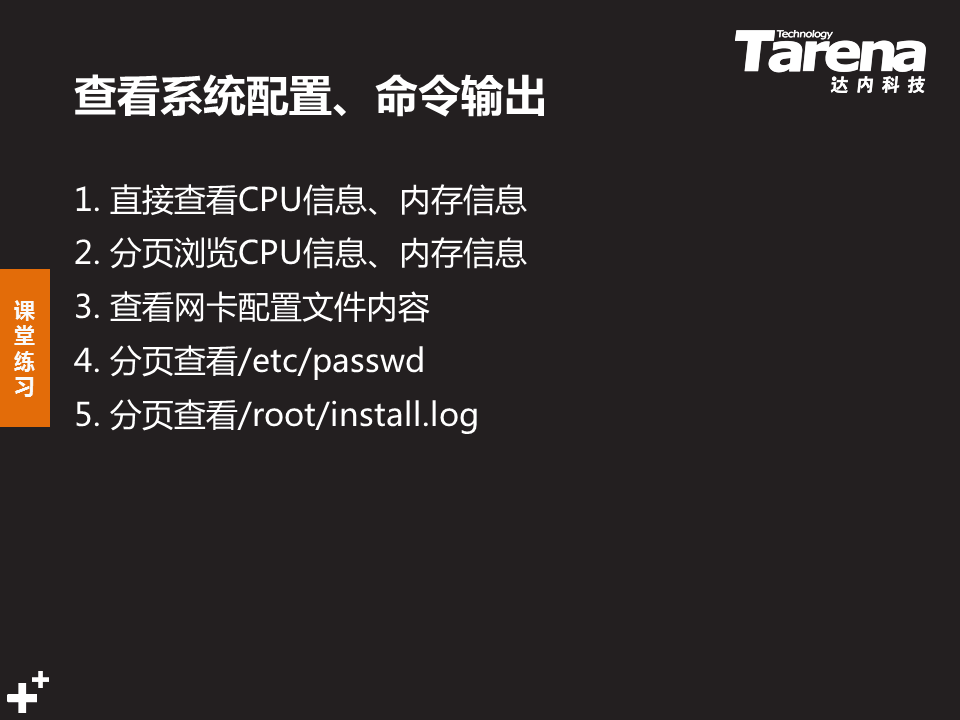 Technology
Tarena
达内科技
查看系统配置、命令输出
1. 直接查看CPU信息、内存信息
2. 分页浏览CPU信息、内存信息
3. 查看网卡配置文件内容
4. 分页查看/etc/passwd
5. 分页查看/root/install.log
课
堂
练
习